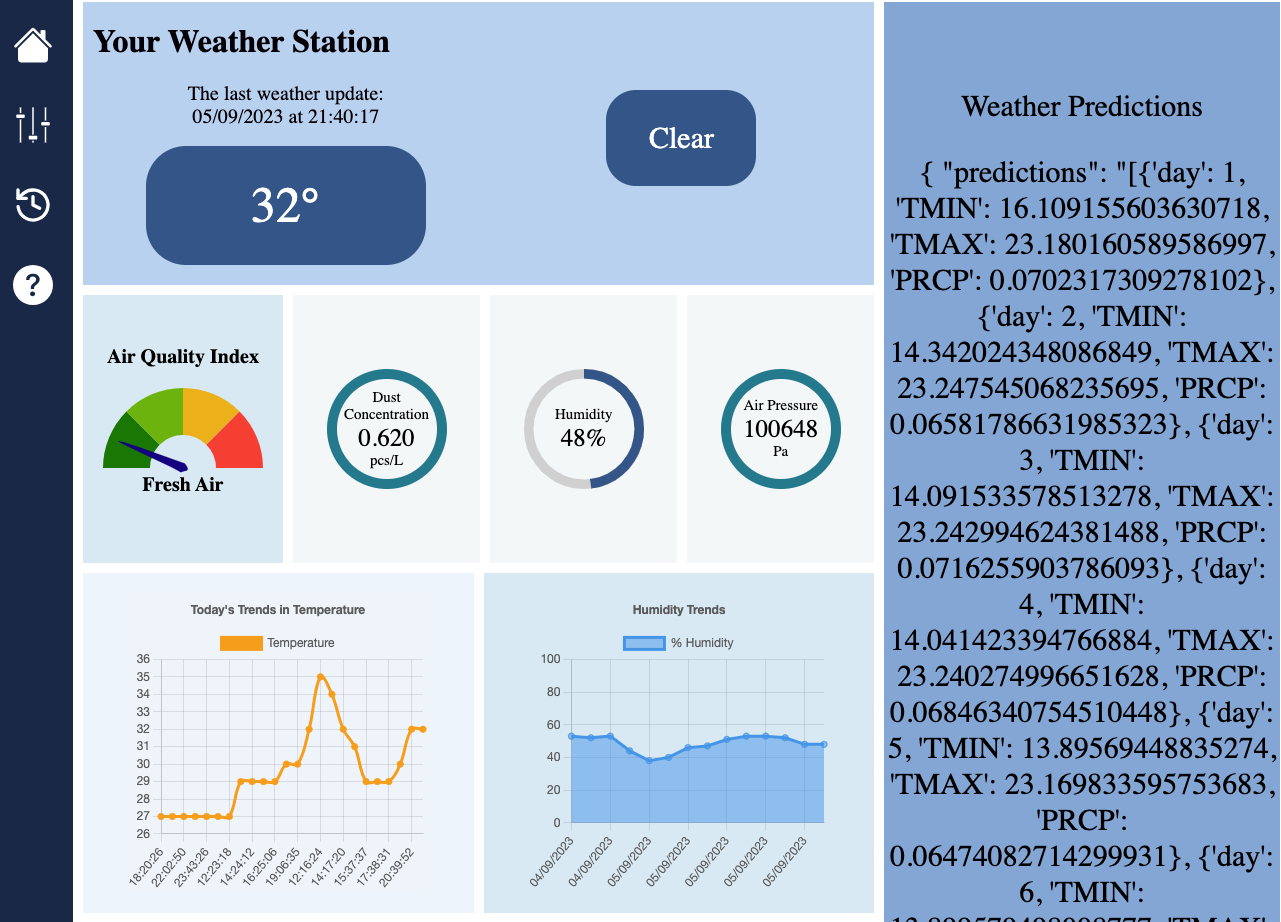 Your Weather Station
The last weather update:
05/09/2023 at 21:40:17
32°
Clear
?
Air Quality Index
Fresh Air
Dust
Concentration
0.620
pcs/L
Humidity
48%
Air Pressure
100648
Pa
Today's Trends in Temperature
Temperature
36
35
34
33
32
31
30
29
28
27
26
18:20:26
22:02:50
23:43:26
12:23:18
14:24:12
16:25:06
19:06:35
12:16:24
14:17:20
15:37:37
17:38:31
20:39:52
Humidity Trends
% Humidity
100
80
60
40
20
0
04/09/2023
04/09/2023
05/09/2023
05/09/2023
05/09/2023
05/09/2023
05/09/2023
Weather Predictions
{ "predictions": "[{'day': 1,
'TMIN': 16.109155603630718,
'TMAX': 23.180160589586997,
'PRCP': 0.0702317309278102},
{'day': 2, 'TMIN':
14.342024348086849, 'TMAX':
23.247545068235695, 'PRCP':
0.06581786631985323}, {'day':
3, 'TMIN':
14.091533578513278, 'TMAX':
23.242994624381488, 'PRCP':
0.0716255903786093}, {'day':
4, 'TMIN':
14.041423394766884, 'TMAX':
23.240274996651628, 'PRCP':
0.06846340754510448}, {'day':
5, 'TMIN': 13.89569448835274,
'TMAX': 23.169833595753683,
'PRCP':
0.06474082714299931}, {'day':
6, 'TMIN':